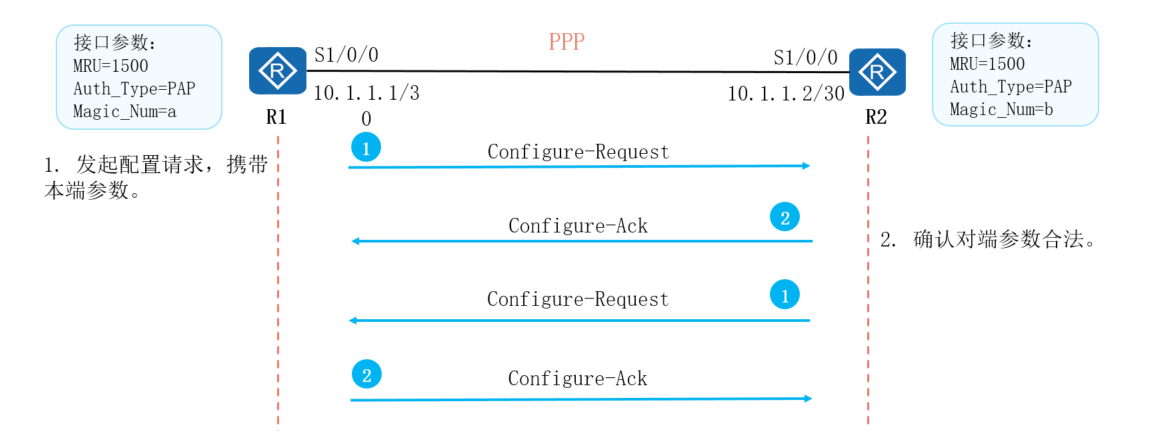 接口参数:
MRU=1500
Auth_Type=PAP
Magic_Num=a
PPP
S1/0/0
S1/0/0
接口参数:
MRU=1500
Auth_Type=PAP
Magic_Num=b
R
R
10.1.1.1/3
0
10.1.1.2/30
R1
R2
1. 发起配置请求，携带
本端参数。
1
Configure-Request
Configure-Ack
2
2. 确认对端参数合法。
Configure-Request
1
2
Configure-Ack